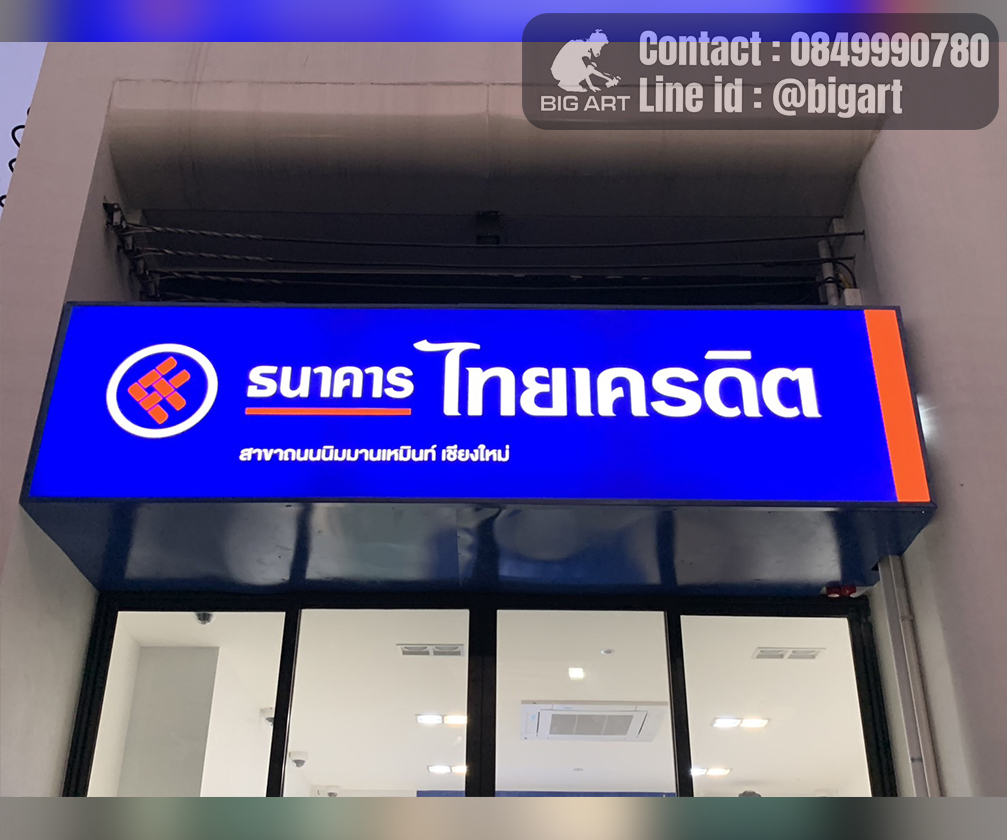 Contact : 0849990780
BIG ART Line id : @bigart
ธนาคาร ไทยเครดิต
สาขาถนนนิมมานเหมินท์ เชียงใหม่